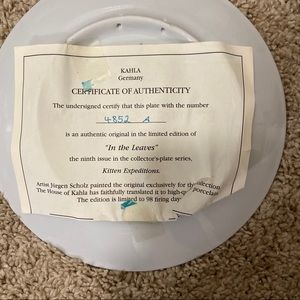 KAHLA
Germany
CERTIFICATE OF AUTHENTICITY
The undersigned certify that this plate with the number
4852 A
is an authentic original in the limited edition of
"In the Leaves"
the ninth issue in the collector's-plate series,
Kitten Expeditions.
Artist Jürgen Scholz painted the original exclusively for the collection.
The House of Kahla has faithfully translated it to high- porcelain
The edition is limited to 98 firing day